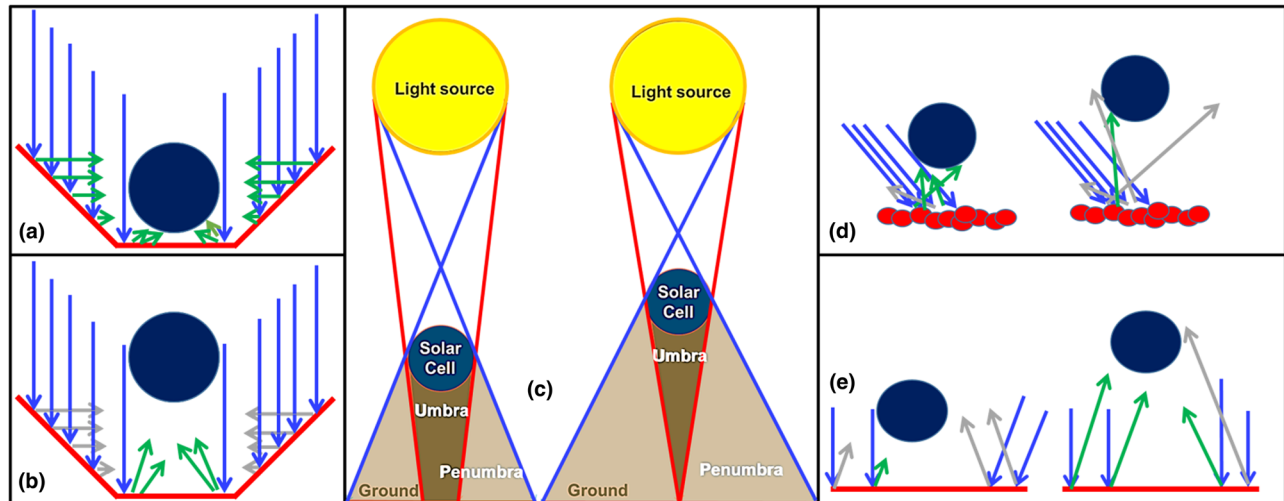 (a)
(b)
Light source
Solar
Cell
Umbra
Penumbra
Ground
(c)
Light source
Solar
Cell
Umbra
Penumbra
Ground
(d)
(e)